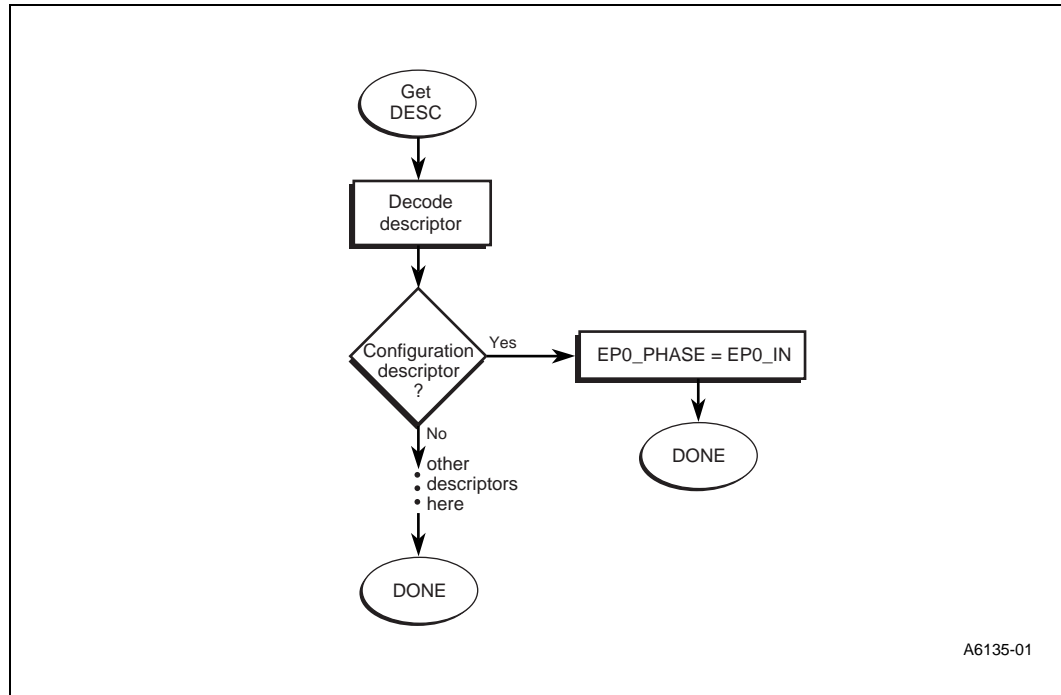 Get
DESC
Decode
descriptor
Configuration
descriptor
?
Yes
EP0_PHASE = EP0_IN
DONE
No
other
descriptors
here
DONE
A6135-01